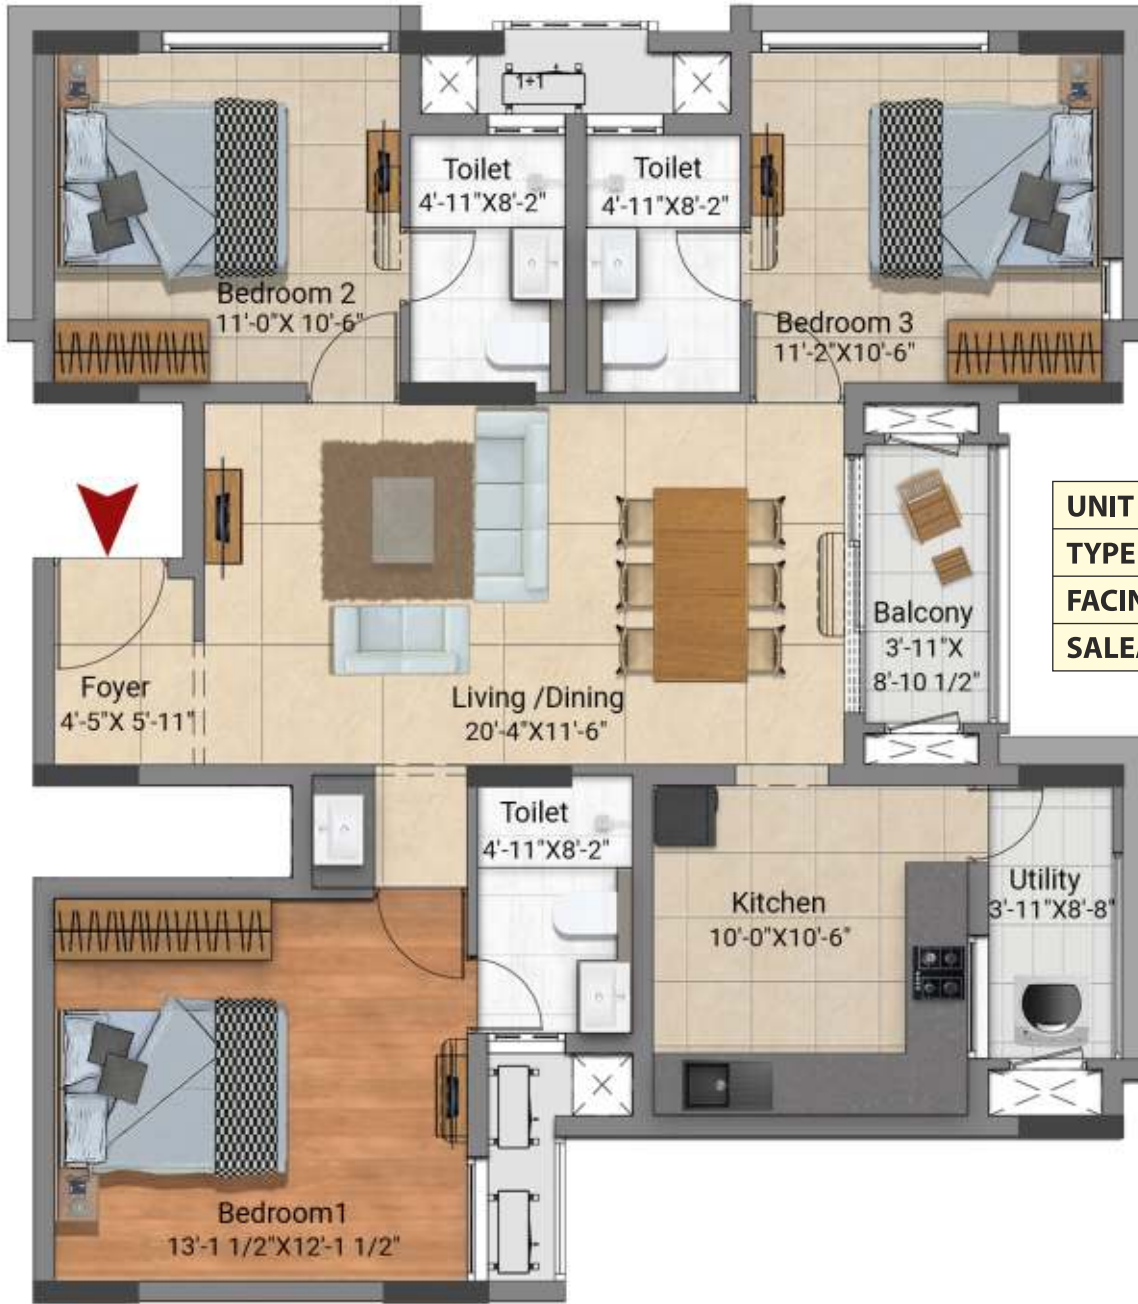 1+1
Toilet
4'-11"X8'-2"
Toilet
4'-11"X8'-2"
Bedroom 2
11'-0"X 10'-6"
Bedroom 3
11'-2"X10'-6"
UNIT
TYPE
Balcony
3'-11"X
8'-10 1/2"
Foyer
4'-5"X 5'-11"
Living /Dining
20'-4"X11'-6"
Toilet
4'-11"X8'-2"
Kitchen
10'-0"X10'-6"
Utility
3'-11"X8'-8"
Bedroom1
13'-1 1/2"X12'-1 1/2"